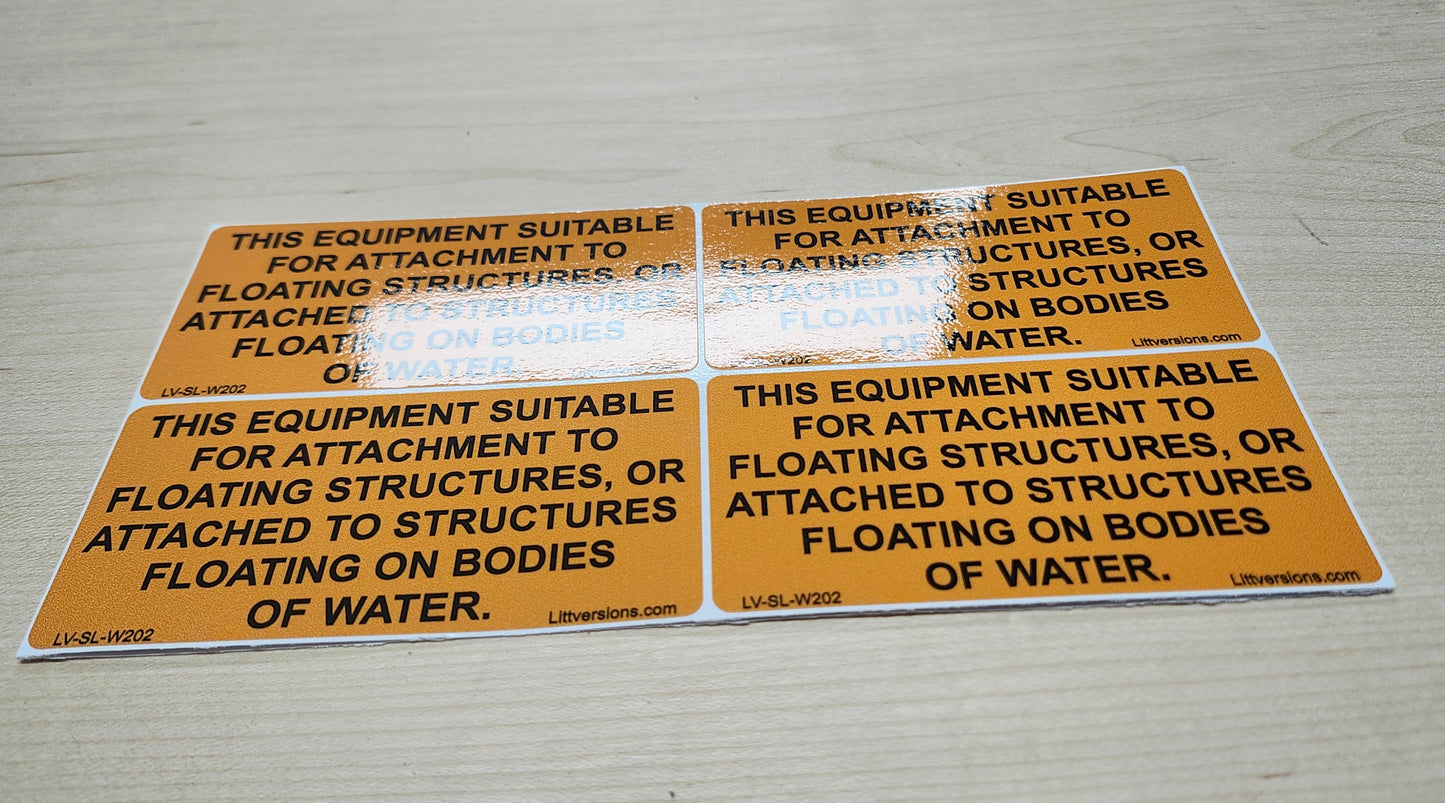 THIS EQUIPMENT SUITABLE
FOR ATTACHMENT TO
FLOATING STRUCTURES, OR
ATTACHED TO STRUCTURES
FLOATING ON BODIES
OF WATER.
LV-SL-W202
THIS EQUIPMENT SUITABLE
FOR ATTACHMENT TO
FLOATING STRUCTURES, OR
ATTACHED TO STRUCTURES
FLOATING ON BODIES
OF WATER.
Littversions.com
THIS EQUIPMENT SUITABLE
FOR ATTACHMENT TO
FLOATING STRUCTURES, OR
ATTACHED TO STRUCTURES
FLOATING ON BODIES
OF WATER.
LV-SL-W202
Littversions.com
THIS EQUIPMENT SUITABLE
FOR ATTACHMENT TO
FLOATING STRUCTURES, OR
ATTACHED TO STRUCTURES
FLOATING ON BODIES
OF WATER.
LV-SL-W202
Littversions.com